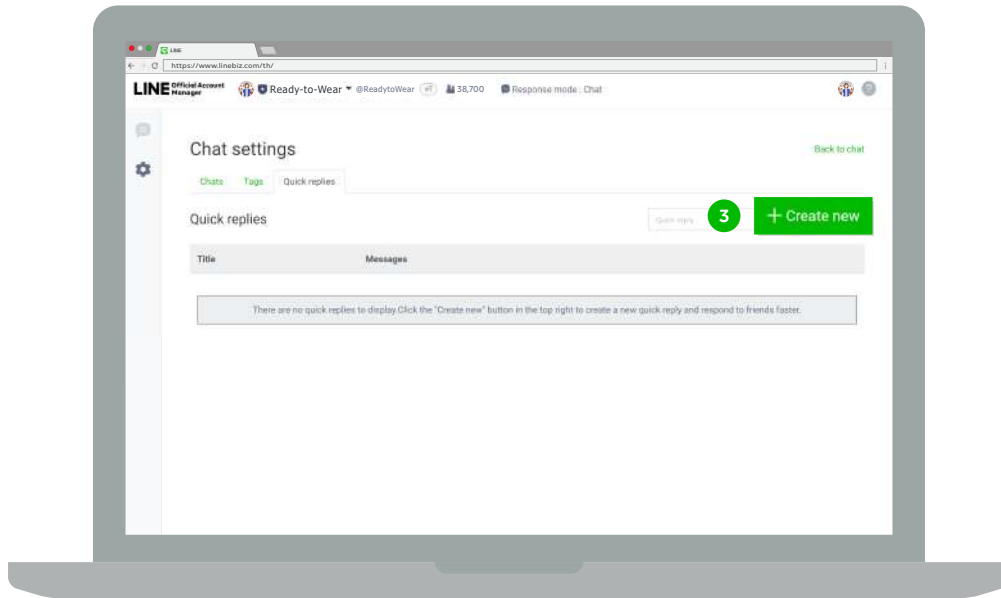 LINE
https://www.linebiz.com/th/
LINE Official Account Manager Ready-to-Wear @ReadytoWear 38,700 Response mode : Chat
Chat settings
Back to chat
Chats Tags Quick replies
Quick replies
3
+ Create new
Title Messages
There are no quick replies to display.Click the "Create new" button in the top right to create a new quick reply and respond to friends faster.